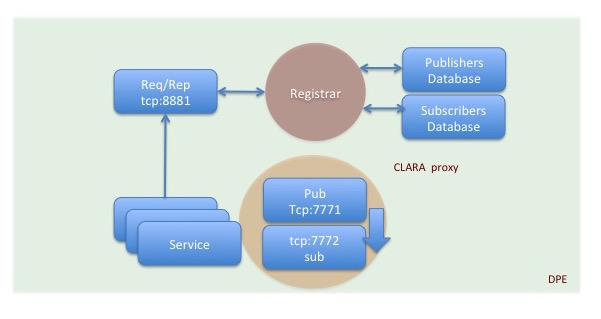 Req/Rep
tcp:8881
Registrar
Publishers
Database
Subscribers
Database
CLARA proxy
Pub
Tcp:7771
tcp:7772
sub
Service
DPE